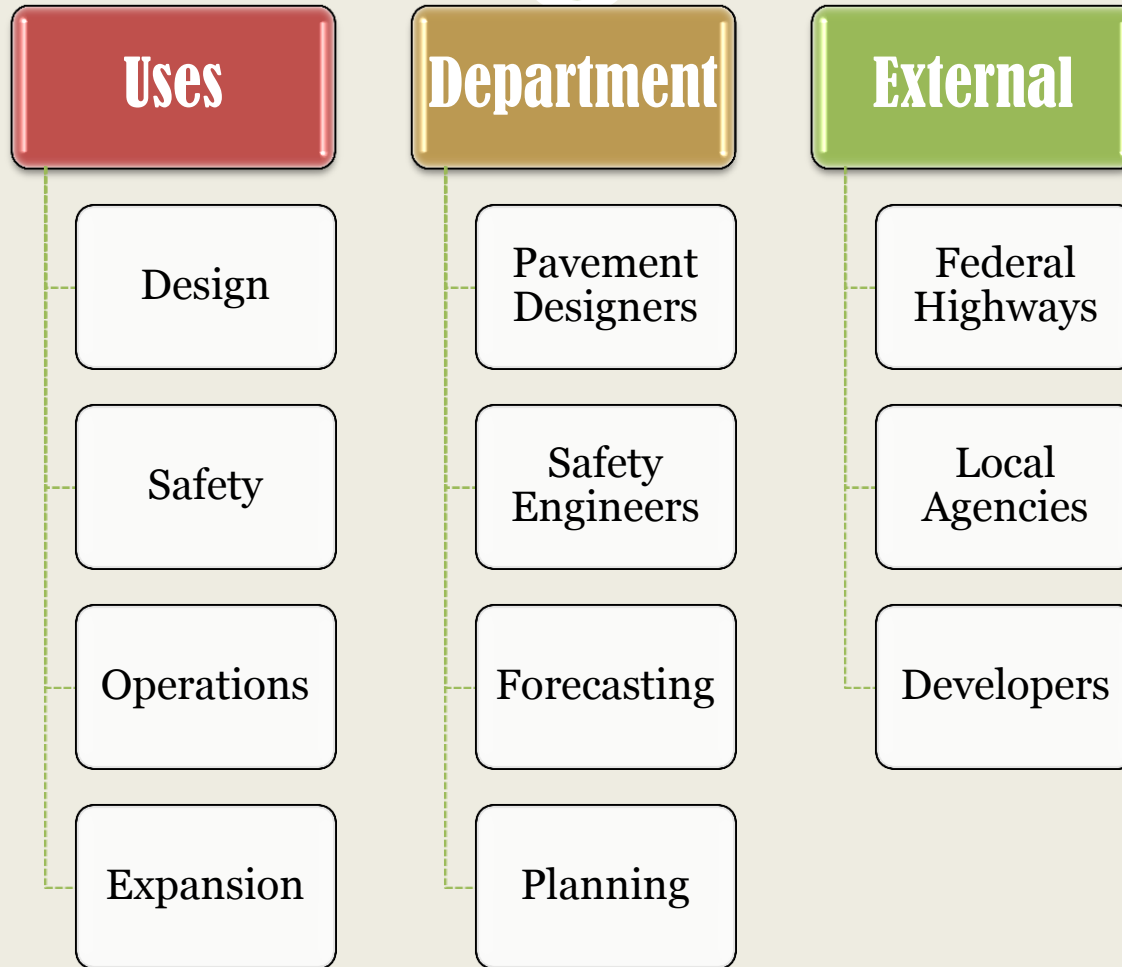 Uses
Design
Safety
Operations
Expansion
Department
Pavement
Designers
Safety
Engineers
Forecasting
Planning
External
Federal
Highways
Local
Agencies
Developers